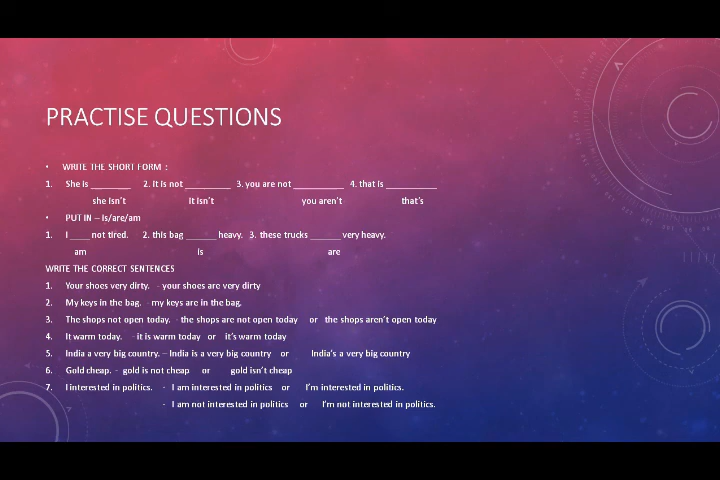 PRACTISE QUESTIONS
• WRITE THE SHORT FORM :
1. She is ________ 2. it is not _________ 3. you are not __________ 4. that is __________
she isn't it isn't you aren't that's
• PUT IN – is/are/am
1. I ____ not tired. 2. this bag ______ heavy. 3. these trucks ______ very heavy.
am is are
WRITE THE CORRECT SENTENCES
1. Your shoes very dirty. - your shoes are very dirty
2. My keys in the bag. - my keys are in the bag.
3. The shops not open today. - the shops are not open today or the shops aren't open today
4. It warm today. - it is warm today or it's warm today
5. India a very big country. – India is a very big country or India's a very big country
6. Gold cheap. - gold is not cheap or gold isn't cheap
7. I interested in politics. - I am interested in politics or I'm interested in politics.
- I am not interested in politics or I'm not interested in politics.